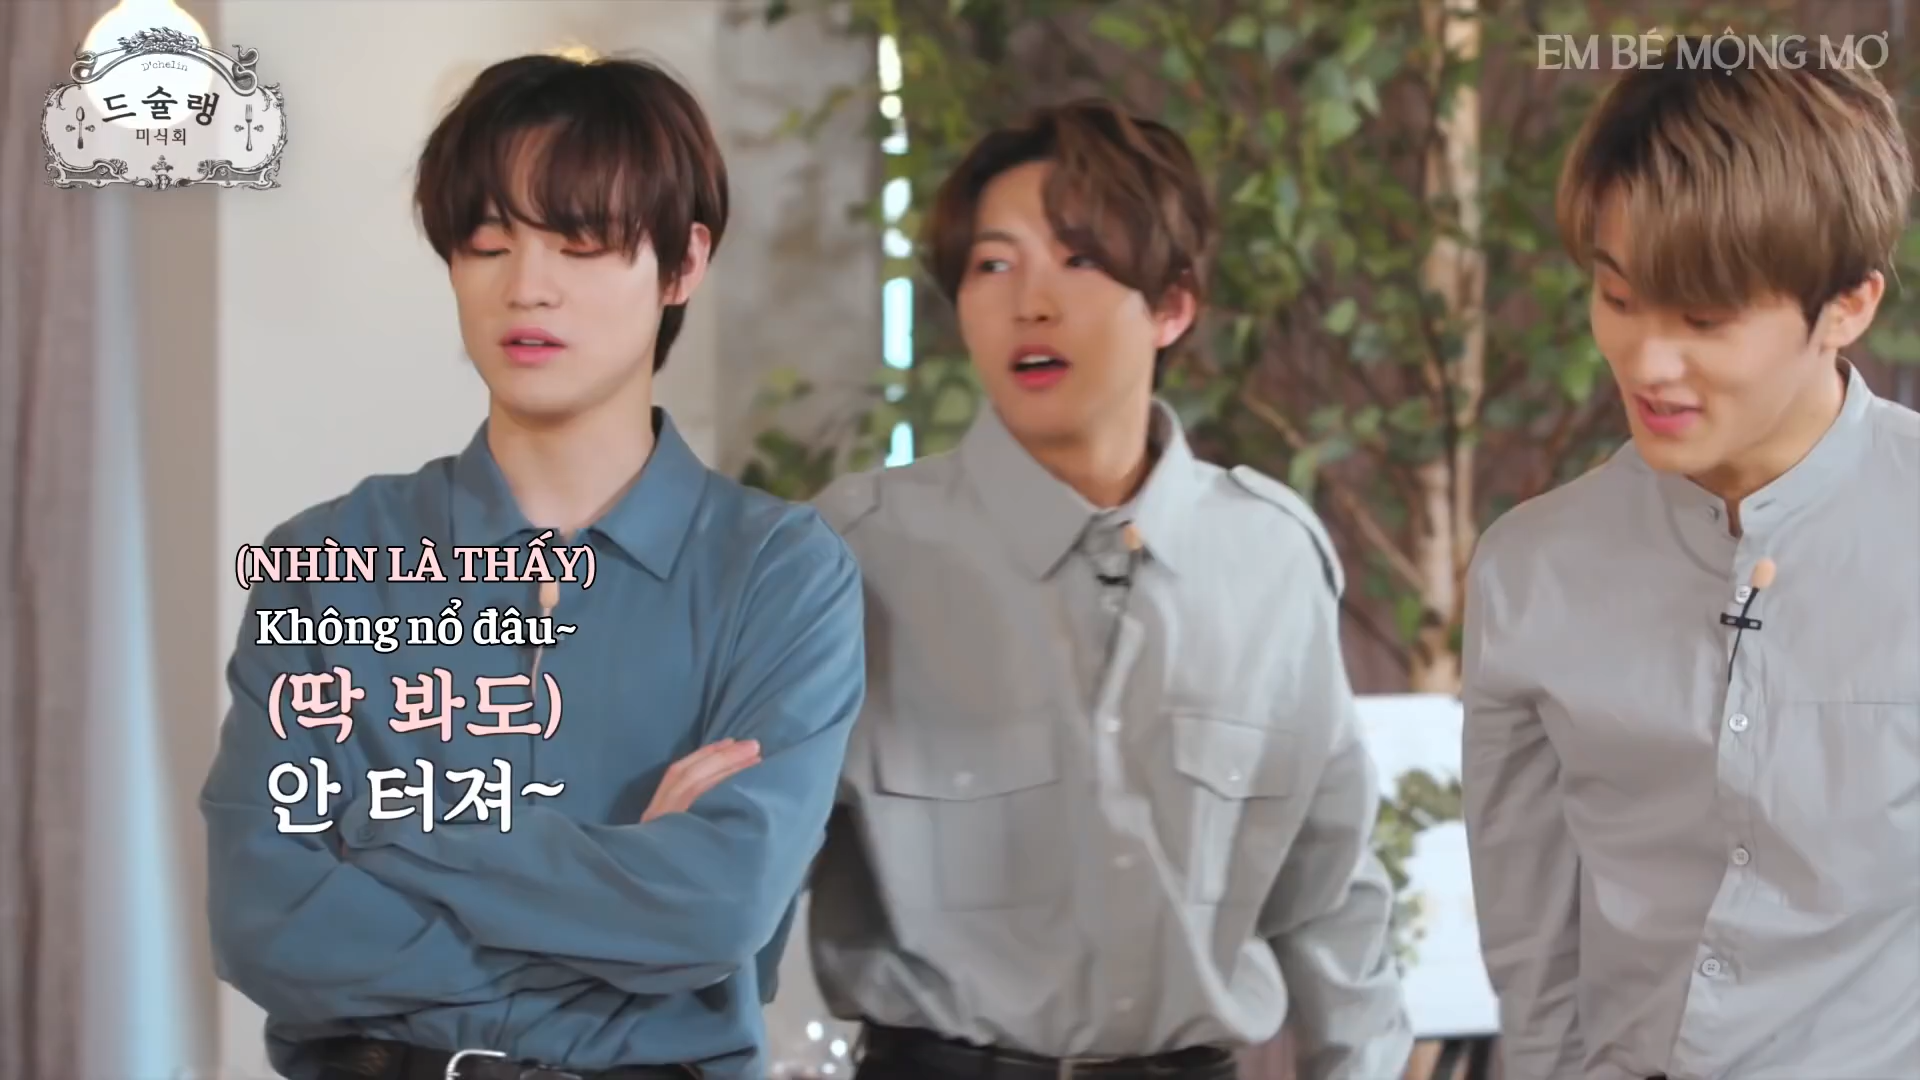 D'chelin
드슐랭
미식회
EM BÉ MỘNG MƠ
(NHÌN LÀ THẤY)
Không nổ đâu~
(딱 봐도)
안 터져~